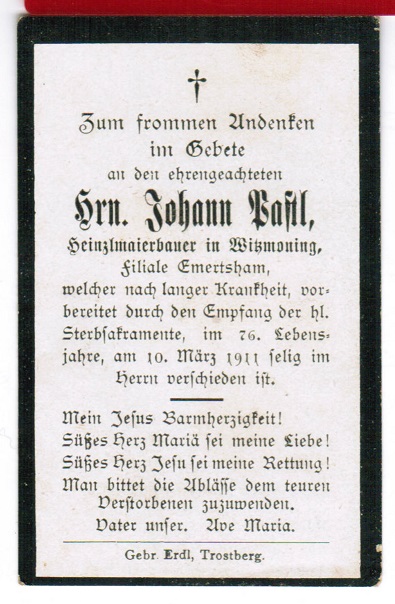 †
Zum frommen Andenken
im Gebete
an den ehrengeachteten
Hrn. Johann Pastl,
Heinzlmaierbauer in Witzmoning,
Filiale Emertsham,
welcher nach langer Krankheit, vor-
bereitet durch den Empfang der hl.
Sterbsakramente, im 76. Lebens-
jahre, am 10. März 1911 selig im
Herrn verschieden ist.
Mein Jesus Barmherzigkeit!
Süßes Herz Mariä sei meine Liebe!
Süßes Herz Jesu sei meine Rettung!
Man bittet die Ablässe dem teuren
Verstorbenen zuzuwenden.
Vater unser. Ave Maria.
Gebr. Erdl, Trostberg.